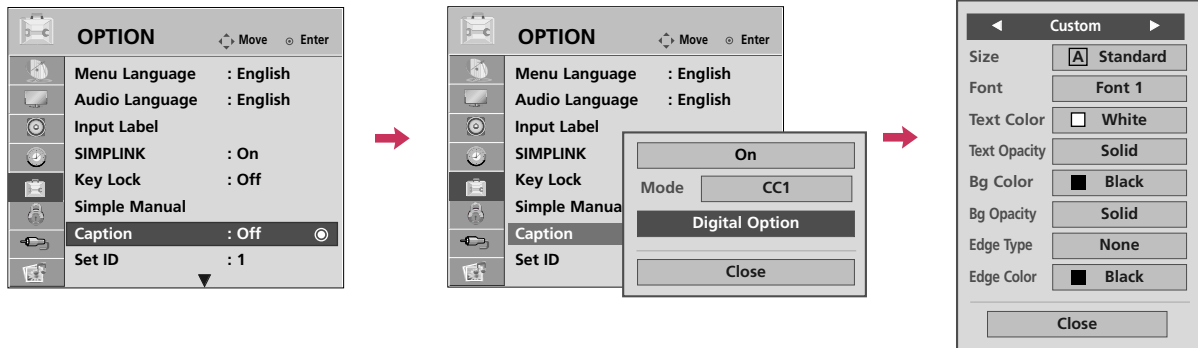 OPTION Move Enter
Menu Language : English
Audio Language : English
Input Label
SIMPLINK : On
Key Lock : Off
Simple Manual
Caption : Off
Set ID : 1
OPTION Move Enter
Menu Language : English
Audio Language : English
Input Label
SIMPLINK
Key Lock
Simple Manua
Caption
Set ID
On
Mode CC1
Digital Option
Close
Custom
Size A Standard
Font Font 1
Text Color White
Text Opacity Solid
Bg Color Black
Bg Opacity Solid
Edge Type None
Edge Color Black
Close